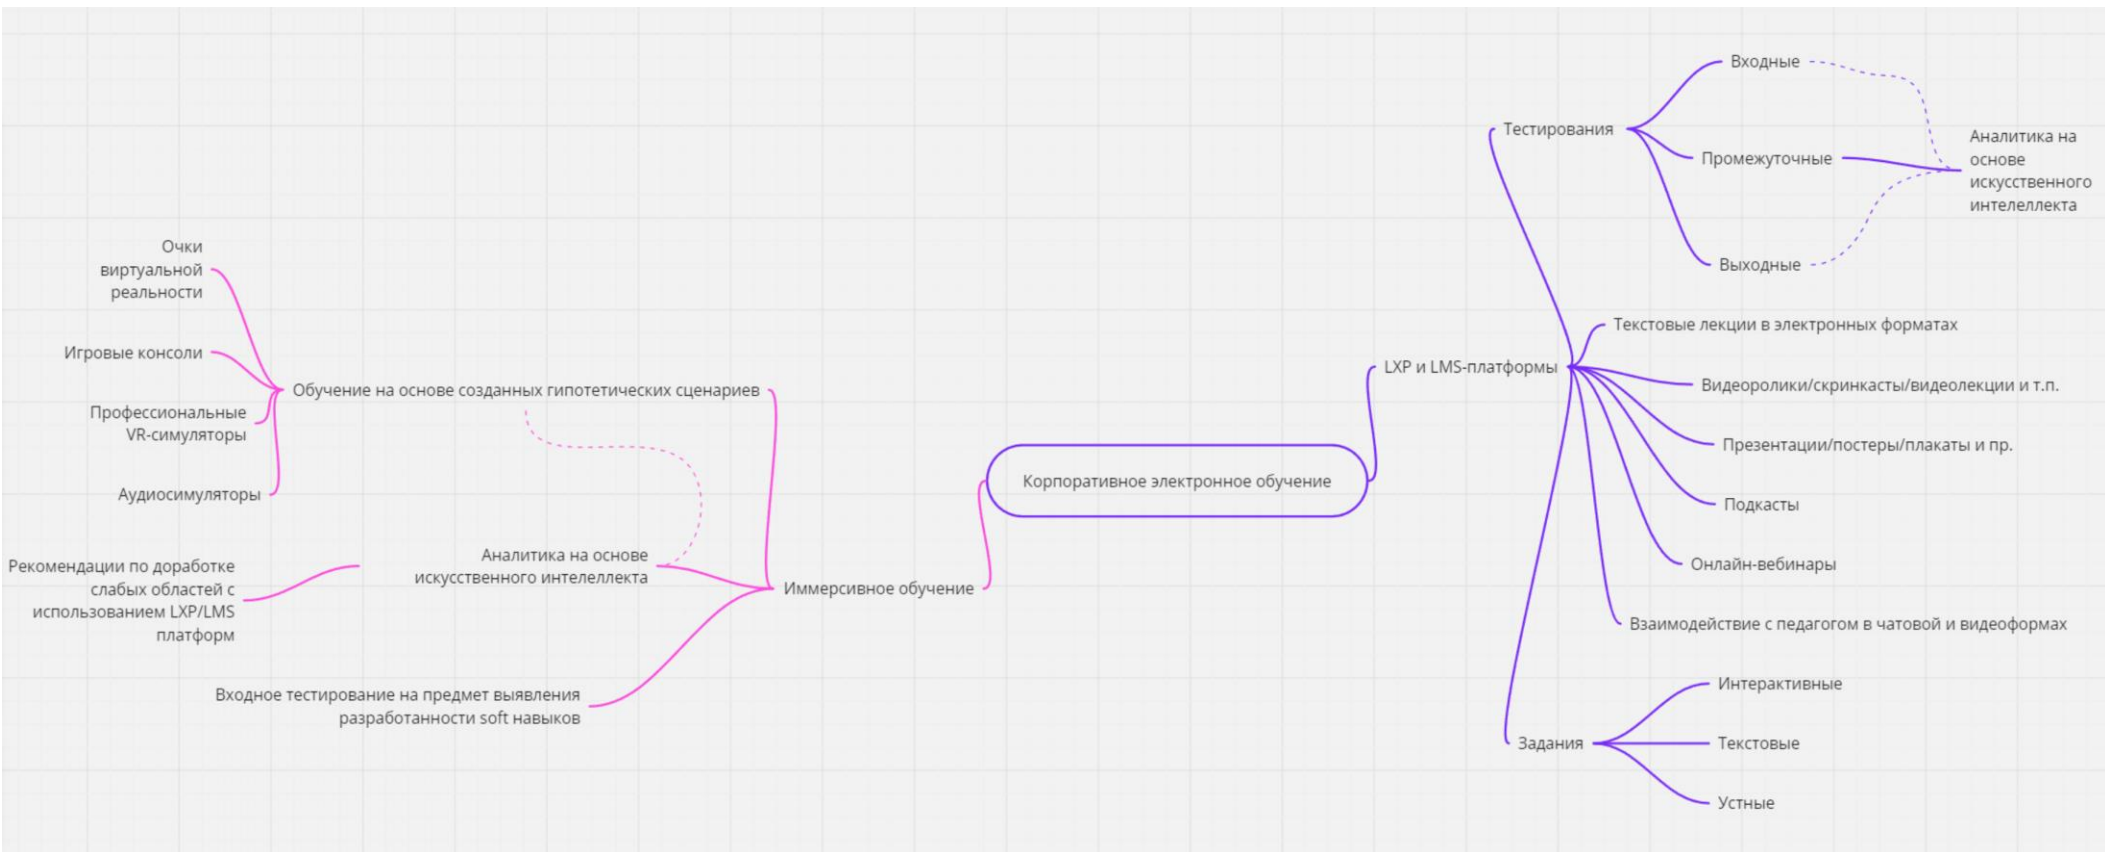 Очки
виртуальной
реальности
Игровые консоли
Профессиональные
VR-симуляторы
Аудиосимуляторы
Обучение на основе созданных гипотетических сценариев
Рекомендации по доработке
слабых областей с
использованием LXP/LMS
платформ
Аналитика на основе
искусственного интелеллекта
Входное тестирование на предмет выявления
разработанности soft навыков
Иммерсивное обучение
Корпоративное электронное обучение
LXP и LMS-платформы
Тестирования
Входные
Промежуточные
Выходные
Аналитика на
основе
искусственного
интелеллекта
Текстовые лекции в электронных форматах
Видеоролики/скринкасты/видеолекции и т.п.
Презентации/постеры/плакаты и пр.
Подкасты
Онлайн-вебинары
Взаимодействие с педагогом в чатовой и видеоформах
Задания
Интерактивные
Текстовые
Устные